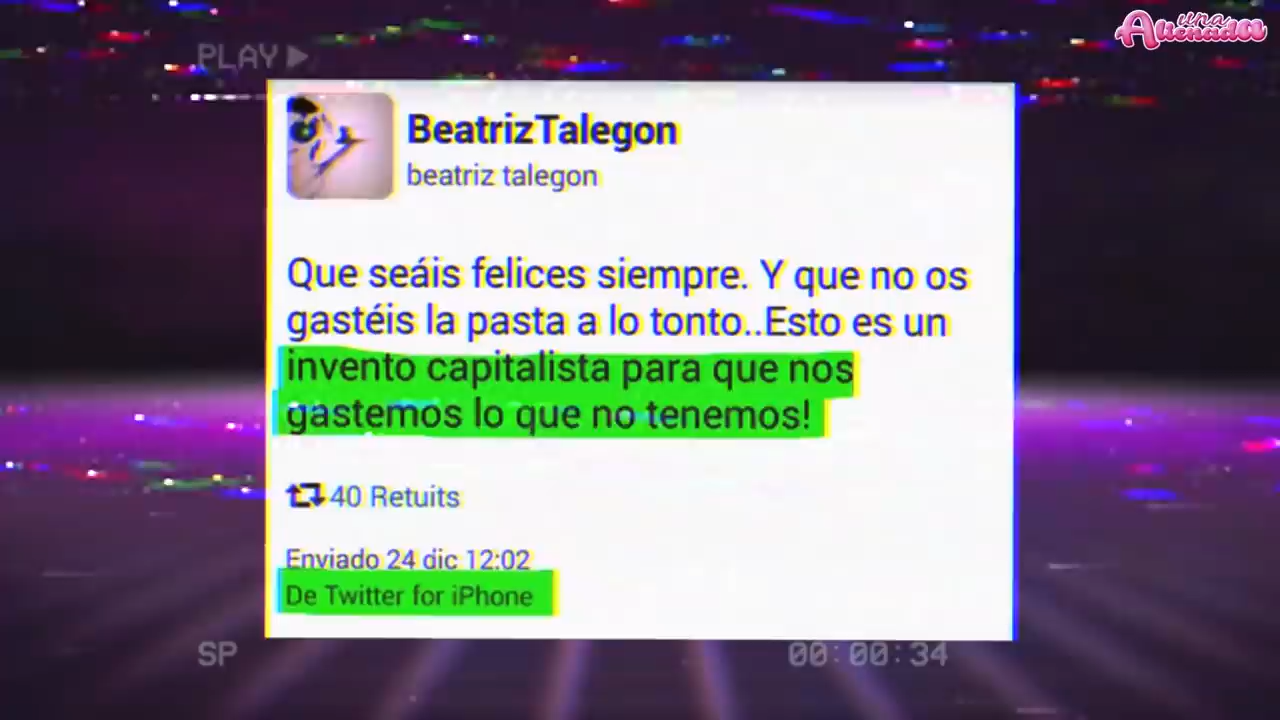 una
Alienada
PLAY
BeatrizTalegon
beatriz talegon
Que seáis felices siempre. Y que no os
gastéis la pasta a lo tonto..Esto es un
invento capitalista para que nos
gastemos lo que no tenemos!
40 Retuits
Enviado 24 dic 12:02
De Twitter for iPhone
SP
00:00:34